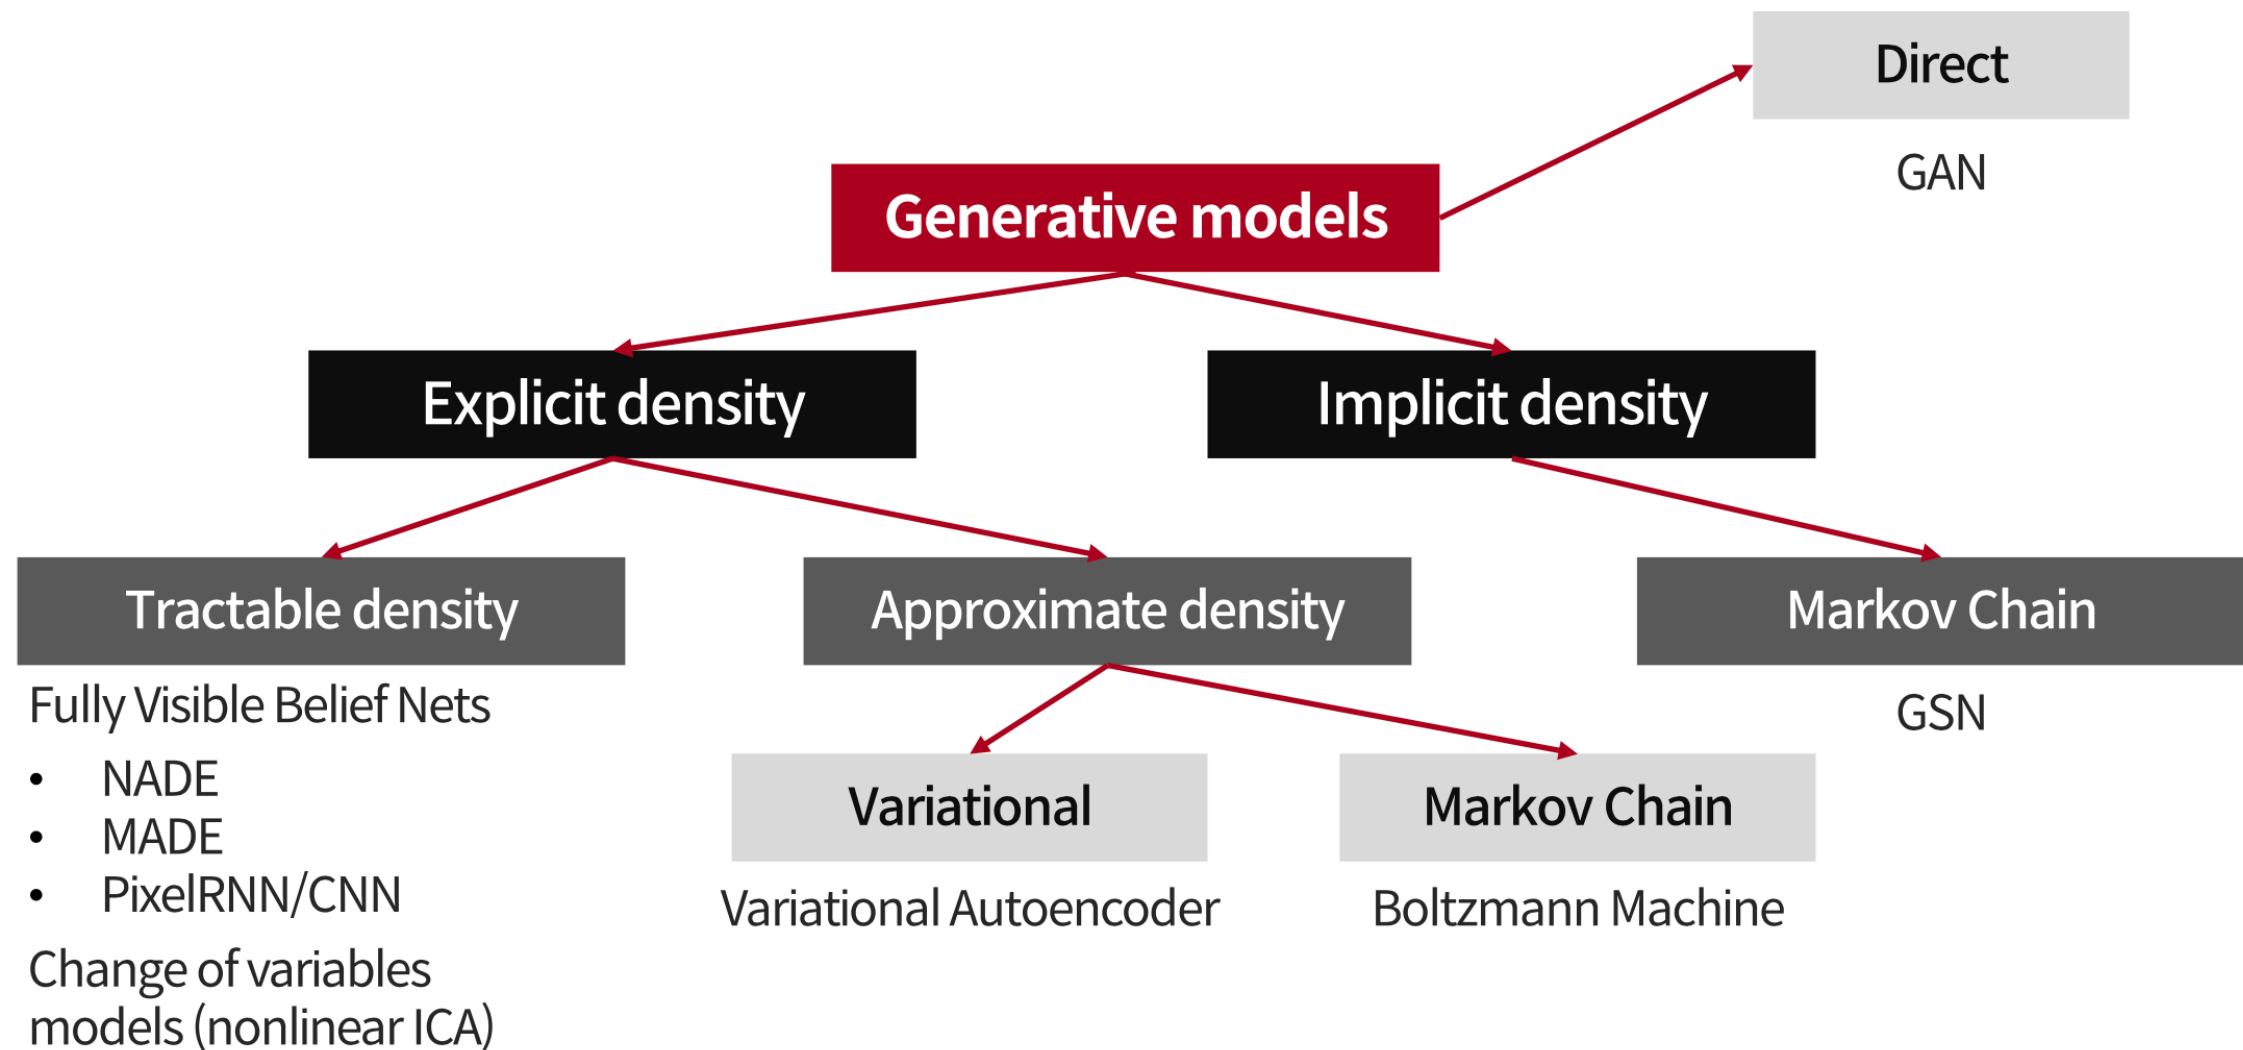 Direct
GAN
Generative models
Explicit density
Implicit density
Tractable density
Approximate density
Markov Chain
Fully Visible Belief Nets
• NADE
• MADE
• PixelRNN/CNN
Change of variables
models (nonlinear ICA)
GSN
Variational
Markov Chain
Variational Autoencoder
Boltzmann Machine